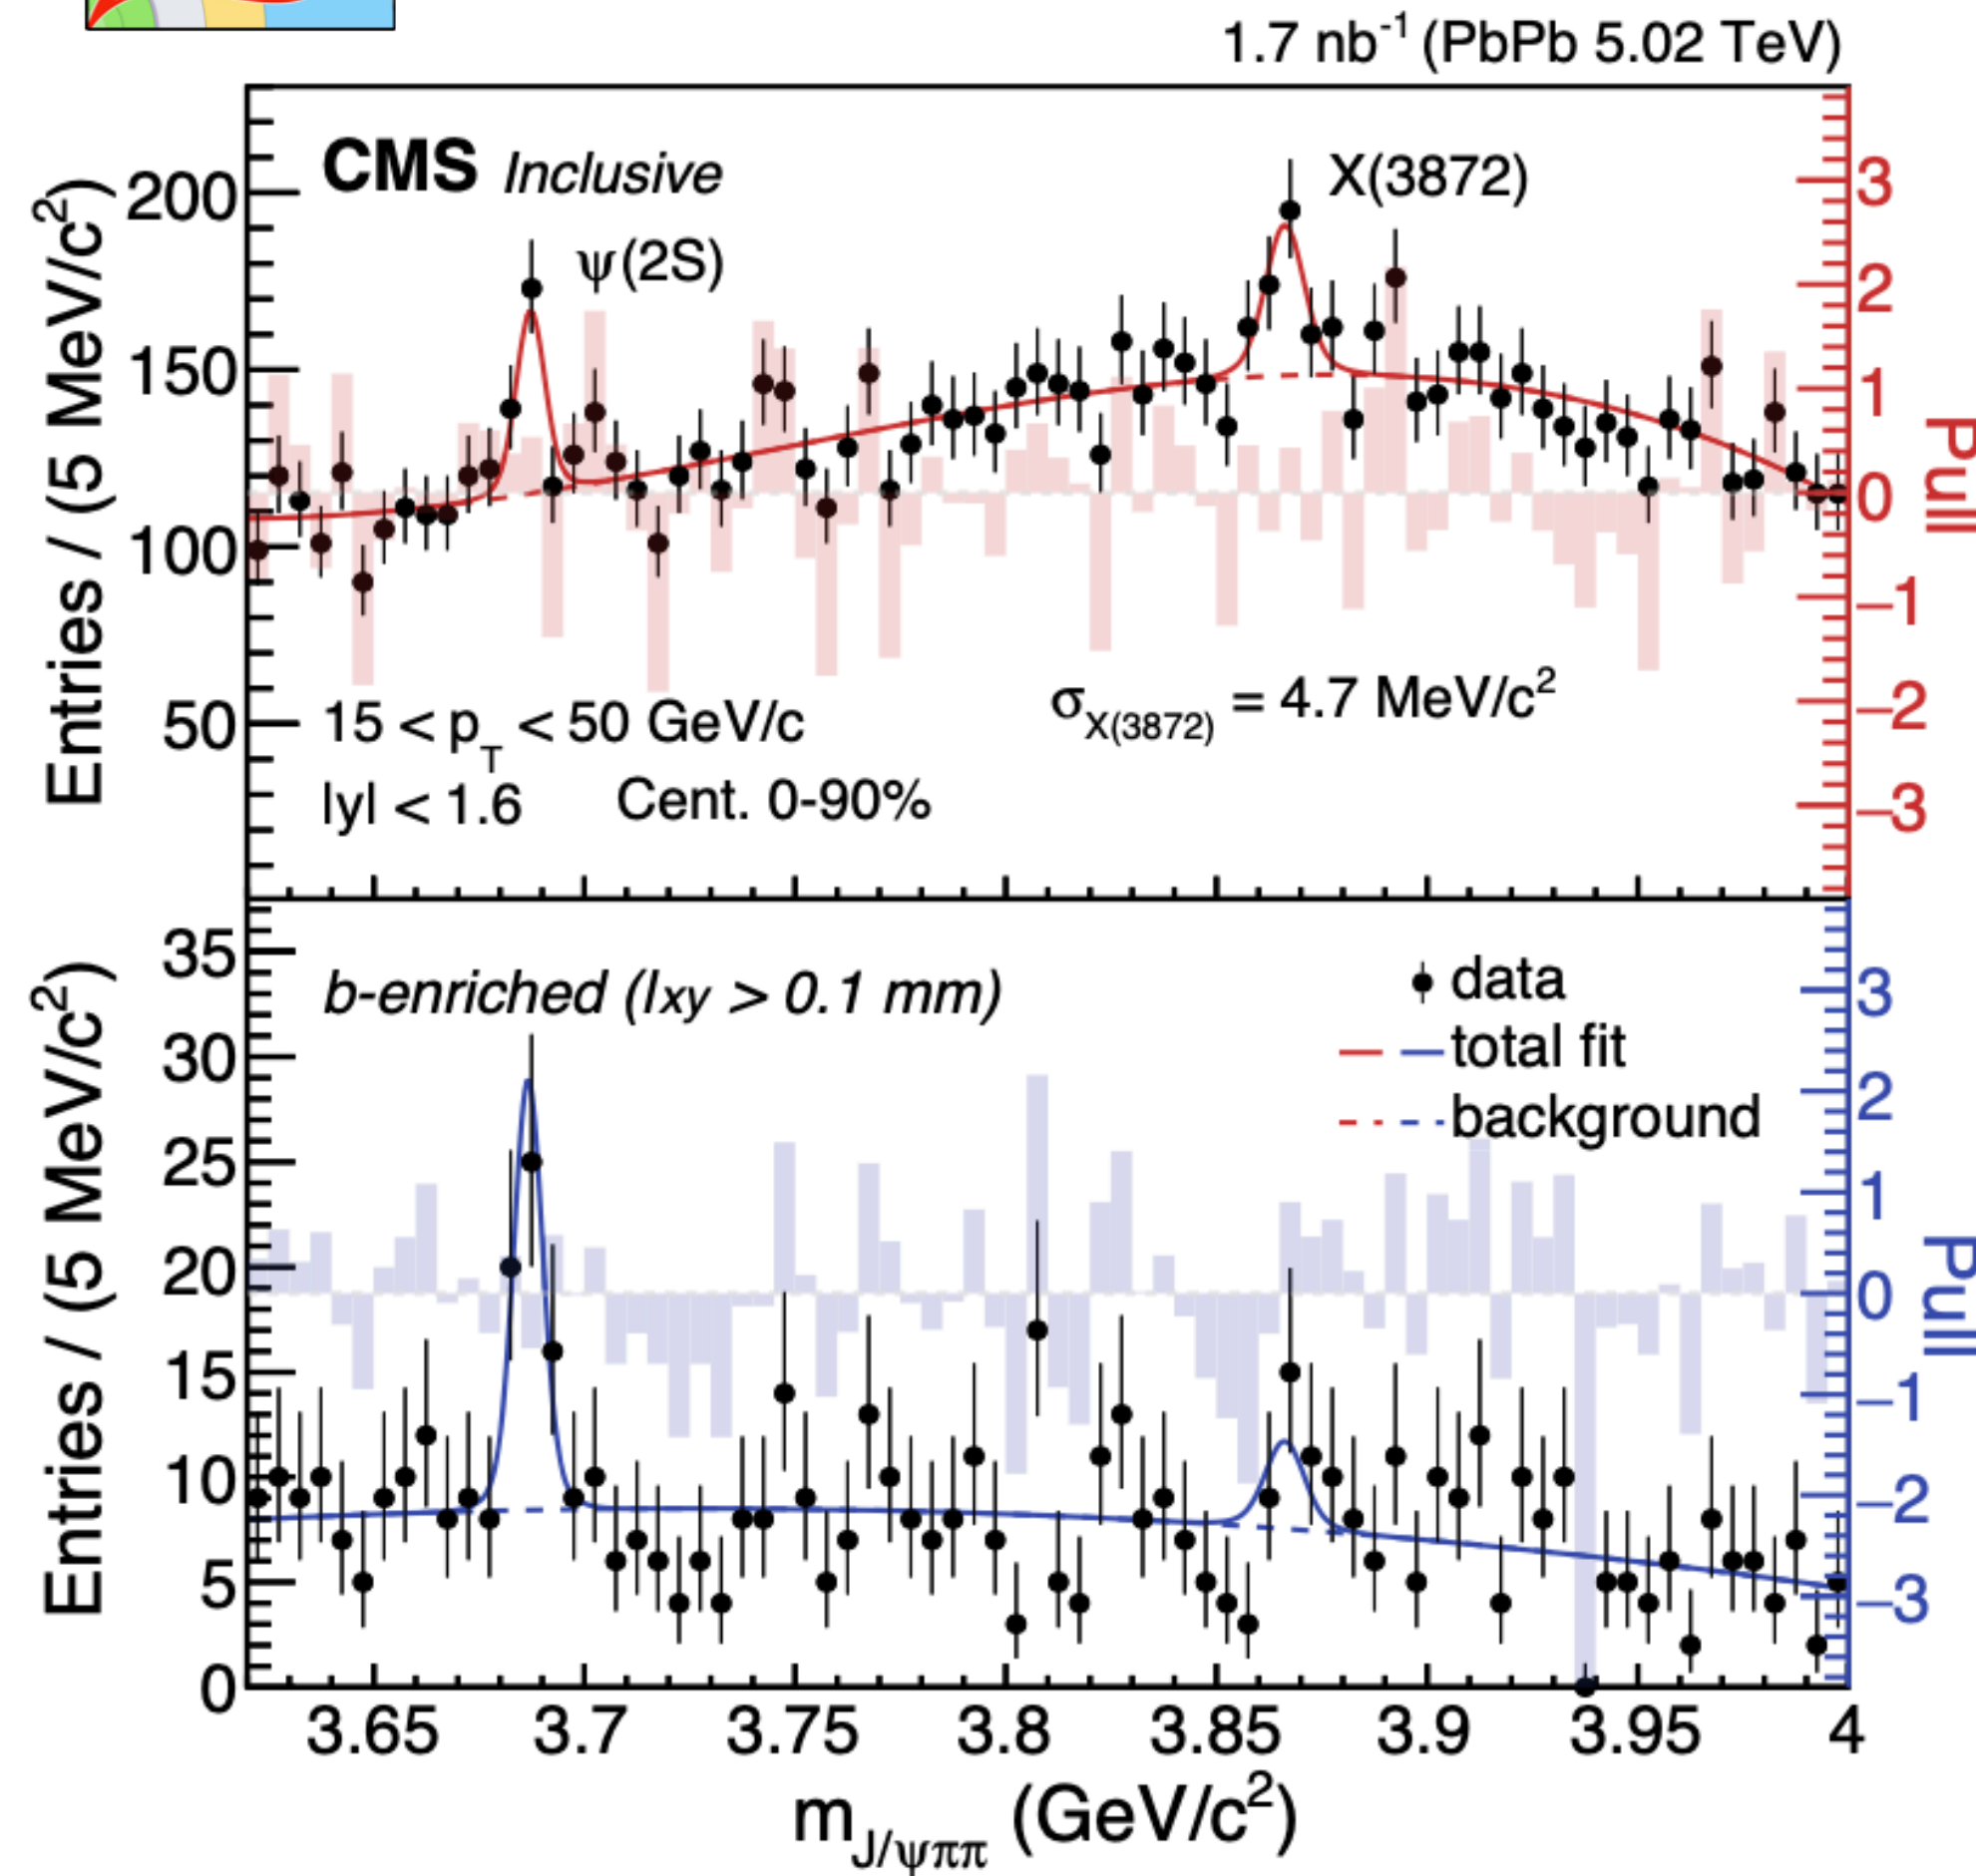 1.7 nb⁻¹ (PbPb 5.02 TeV)
CMS Inclusive
X(3872)
ψ(2S)
Entries / (5 MeV/c²)
200
150
100
50
3
2
1
0
−1
−2
−3
Pull
σX(3872) = 4.7 MeV/c²
15 < pT < 50 GeV/c
|y| < 1.6 Cent. 0-90%
b-enriched (lxy > 0.1 mm)
data
total fit
background
Entries / (5 MeV/c²)
35
30
25
20
15
10
5
0
3
2
1
0
−1
−2
−3
Pull
3.65 3.7 3.75 3.8 3.85 3.9 3.95 4
mJ/ψππ (GeV/c²)